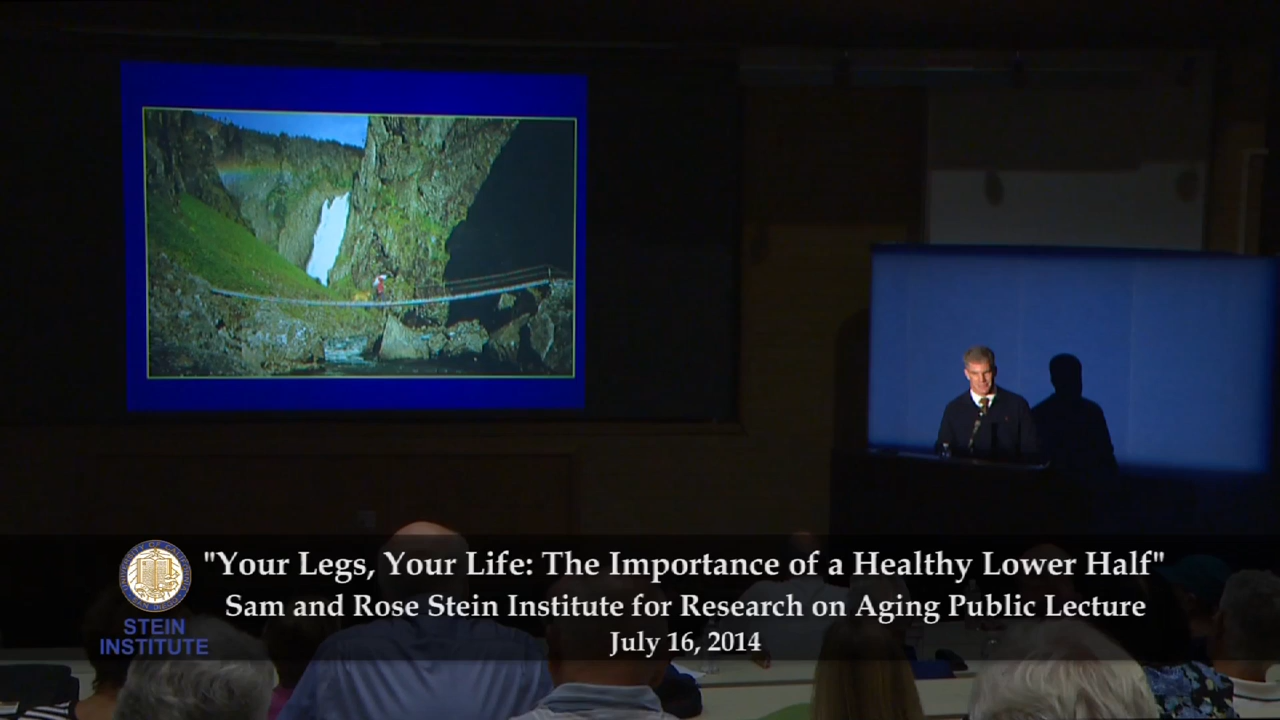 "Your Legs, Your Life: The Importance of a Healthy Lower Half"
Sam and Rose Stein Institute for Research on Aging Public Lecture
July 16, 2014
STEIN
INSTITUTE